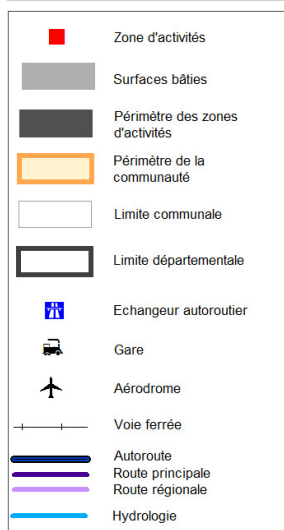 Zone d'activités
Surfaces bâties
Périmètre des zones
d'activités
Périmètre de la
communauté
Limite communale
Limite départementale
Echangeur autoroutier
Gare
Aérodrome
Voie ferrée
Autoroute
Route principale
Route régionale
Hydrologie